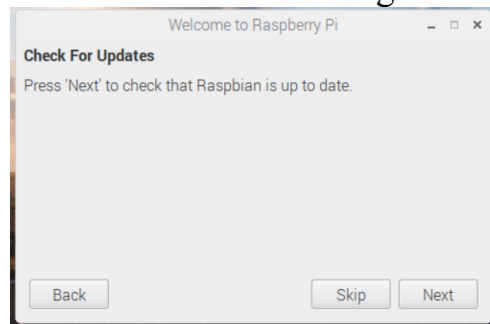 Welcome to Raspberry Pi
Check For Updates
Press 'Next' to check that Raspbian is up to date.
Back Skip Next